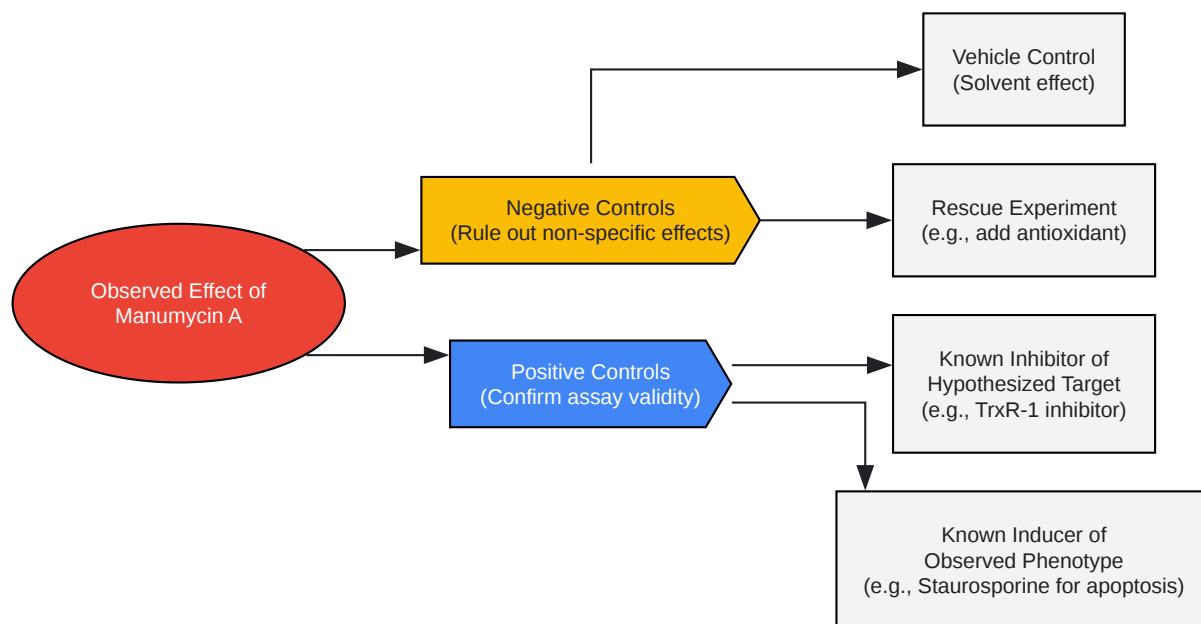 Observed Effect of
Manumycin A
Negative Controls
(Rule out non-specific effects)
Vehicle Control
(Solvent effect)
Rescue Experiment
(e.g., add antioxidant)
Positive Controls
(Confirm assay validity)
Known Inhibitor of
Hypothesized Target
(e.g., TrxR-1 inhibitor)
Known Inducer of
Observed Phenotype
(e.g., Staurosporine for apoptosis)